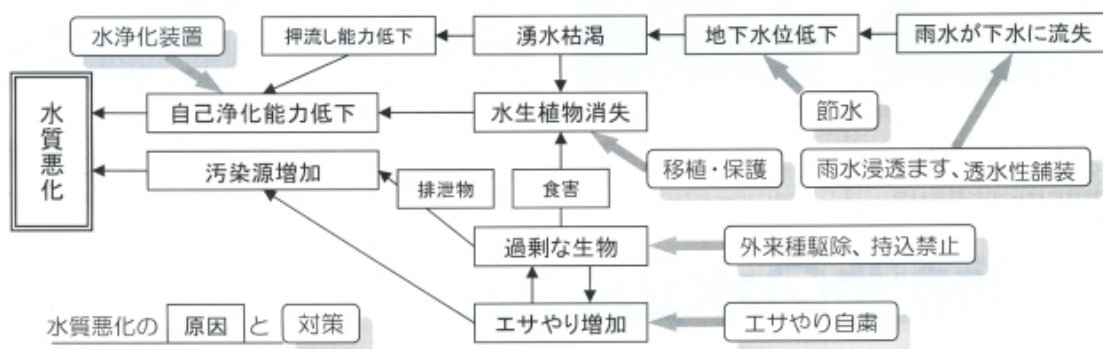 水浄化装置
押流し能力低下
湧水枯渇
地下水位低下
雨水が下水に流失
水質悪化
自己浄化能力低下
水生植物消失
節水
汚染源増加
排泄物
食害
移植・保護
雨水浸透ます、透水性舗装
過剰な生物
外来種駆除、持込禁止
水質悪化の 原因 と 対策
エサやり増加
エサやり自粛